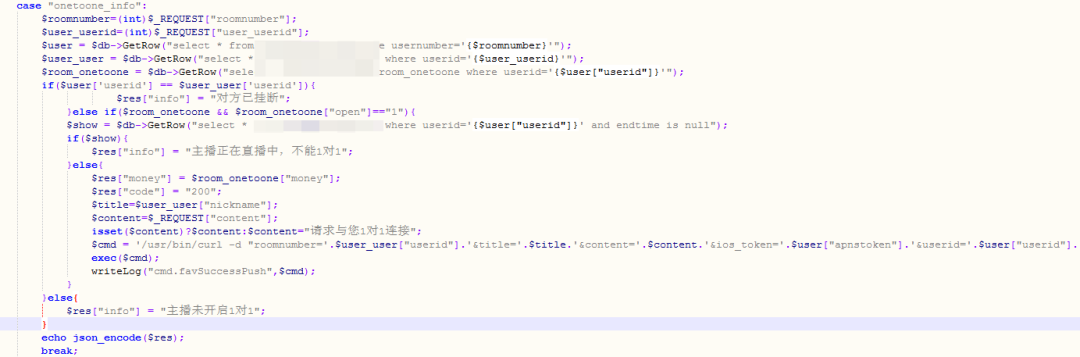 case "onetoone_info":
$roomnumber=(int)$_REQUEST["roomnumber"];
$user_userid=(int)$_REQUEST["user_userid"];
$user = $db->GetRow("select * from e usernumber='{$roomnumber}'");
$user_user = $db->GetRow("select * where userid='{$user_userid}'");
$room_onetoone = $db->GetRow("sele room_onetoone where userid='{$user["userid"]}'");
if($user['userid'] == $user_user['userid']){
$res["info"] = "对方已挂断";
}else if($room_onetoone && $room_onetoone["open"]=="1"){
$show = $db->GetRow("select * where userid='{$user["userid"]}' and endtime is null");
if($show){
$res["info"] = "主播正在直播中，不能1对1";
}else{
$res["money"] = $room_onetoone["money"];
$res["code"] = "200";
$title=$user_user["nickname"];
$content=$_REQUEST["content"];
isset($content)?$content:$content="请求与您1对1连接";
$cmd = '/usr/bin/curl -d "roomnumber='.$user_user["userid"].'&title='.$title.'&content='.$content.'&ios_token='.$user["apnstoken"].'&userid='.$user["userid"].
exec($cmd);
writeLog("cmd.favSuccessPush",$cmd);
}
}else{
$res["info"] = "主播未开启1对1";
}
echo json_encode($res);
break;